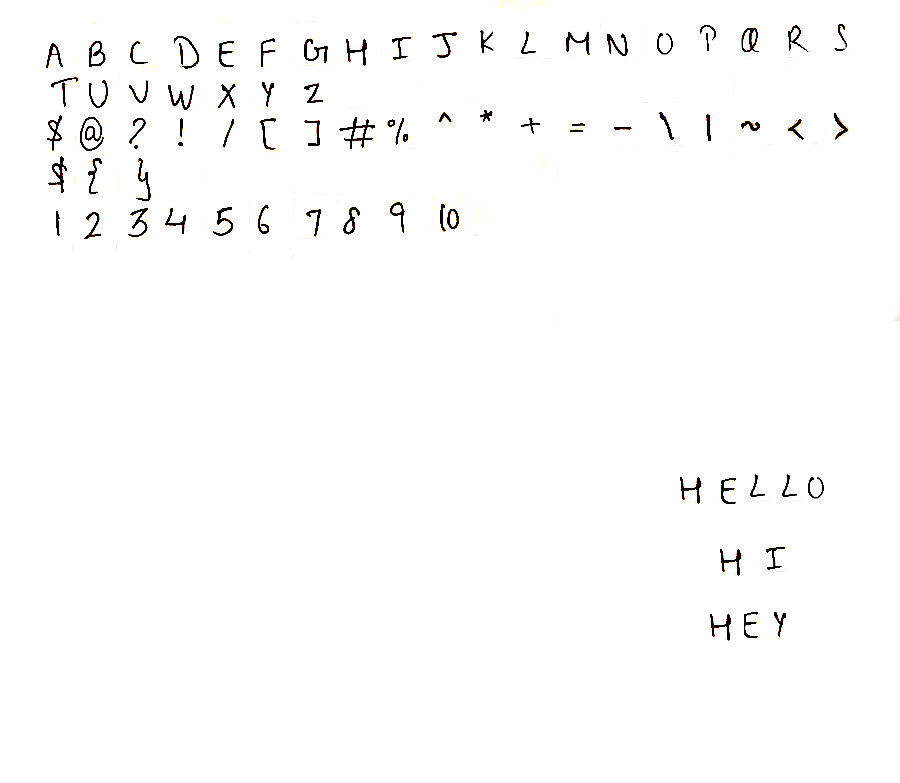 A B C D E F G H I J K L M N O P Q R S
T U V W X Y Z
$ @ ? ! / [ ] # % ^ * + = - \ | ~ < >
$ { }
1 2 3 4 5 6 7 8 9 10
HELLO
HI
HEY